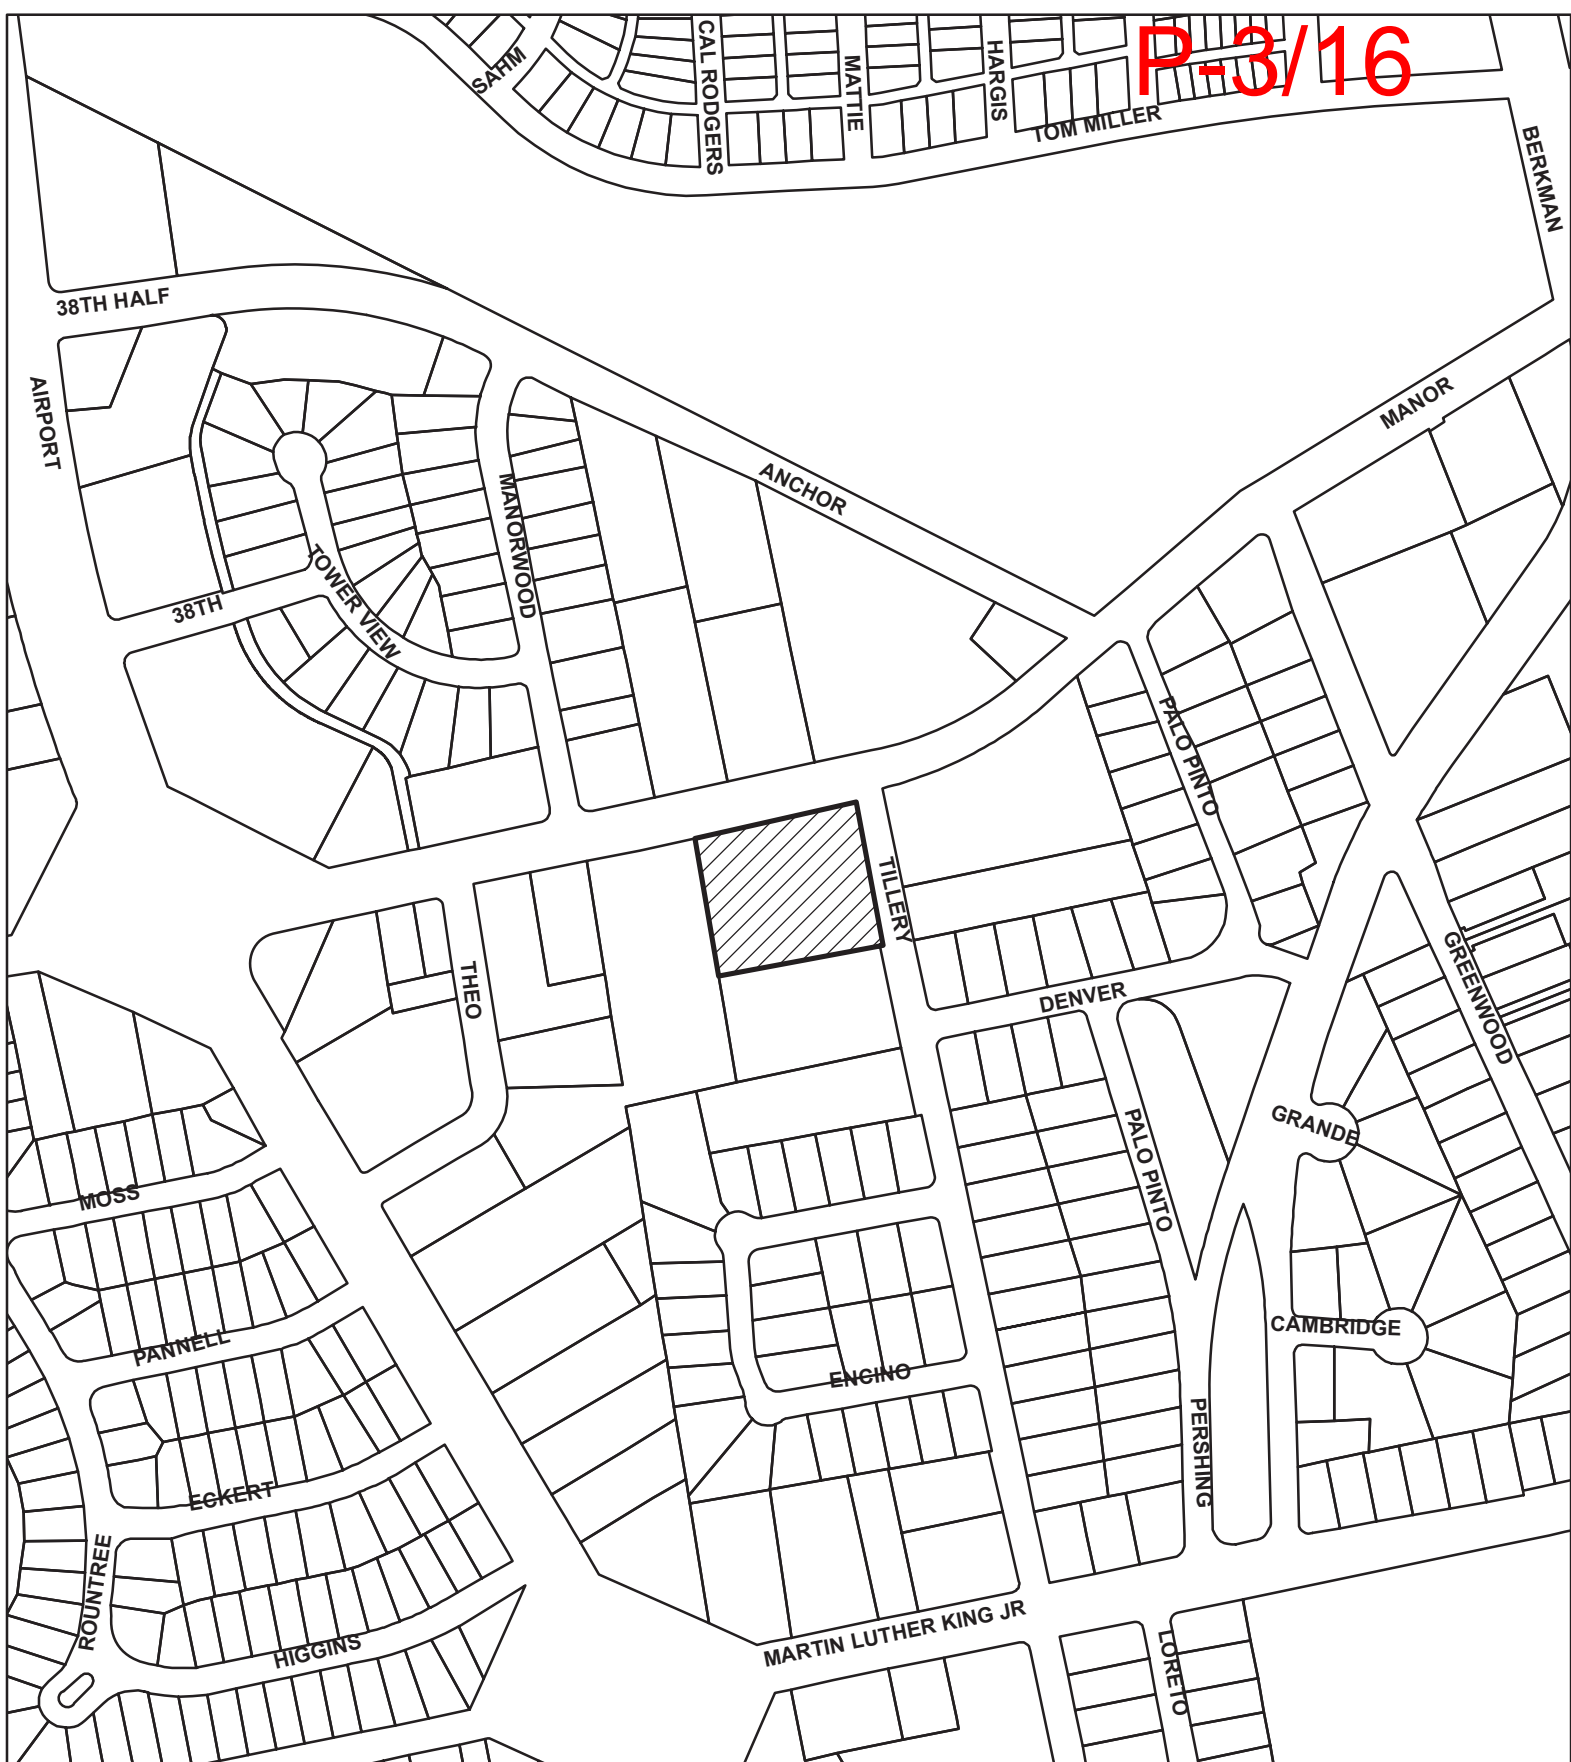 P-3/16
SAHM
CAL RODGERS
MATTIE
HARGIS
TOM MILLER
BERKMAN
38TH HALF
AIRPORT
MANOR
ANCHOR
MANORWOOD
TOWER VIEW
38TH
PALO PINTO
TILLERY
THEO
GREENWOOD
DENVER
GRANDE
PALO PINTO
MOSS
PANNELL
CAMBRIDGE
ENCINO
PERSHING
ECKERT
ROUNTREE
HIGGINS
MARTIN LUTHER KING JR
LORETO